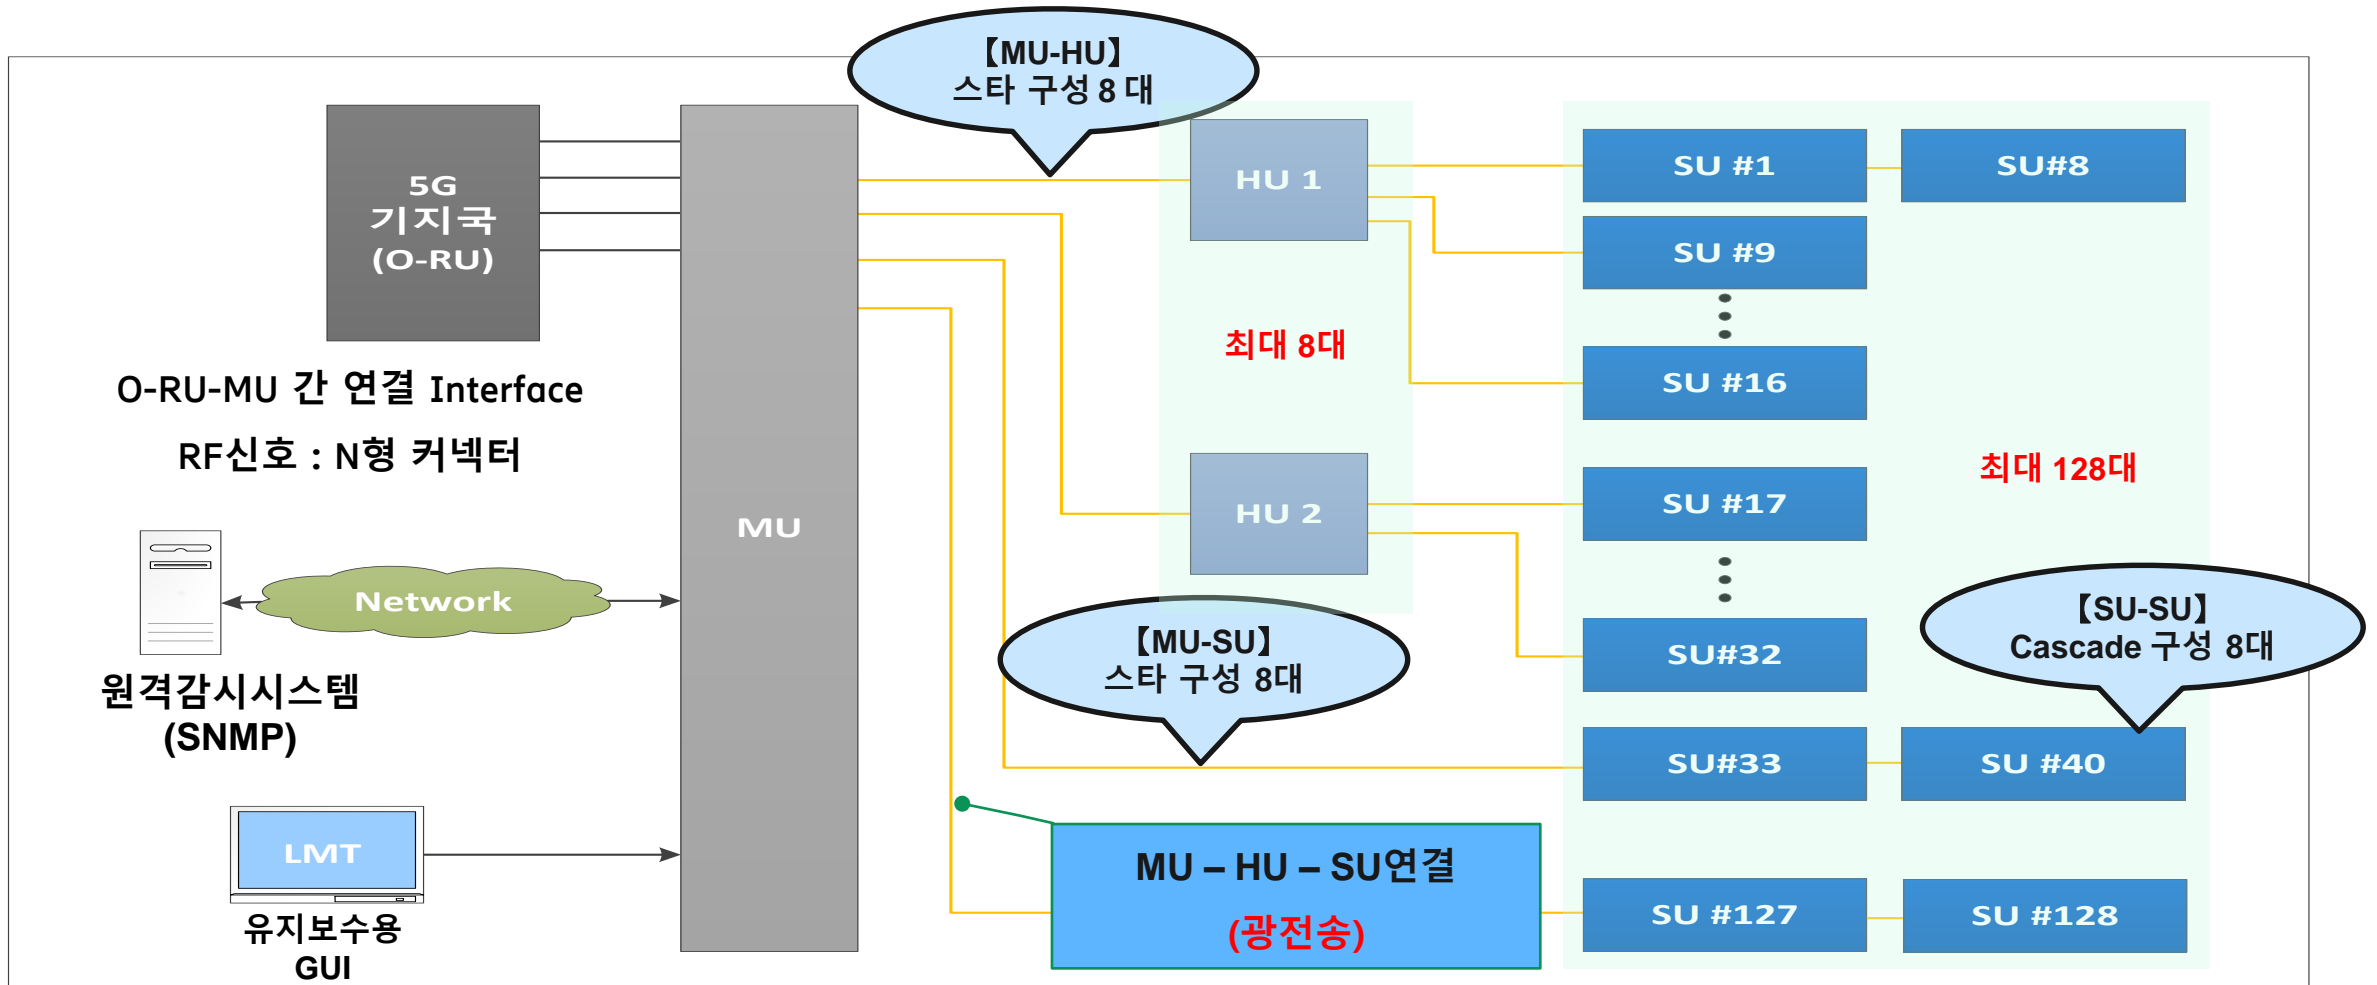 【MU-HU】
스타 구성 8 대
5G
기지국
(O-RU)
O-RU-MU 간 연결 Interface
RF신호 : N형 커넥터
Network
원격감시시스템
(SNMP)
LMT
유지보수용
GUI
MU
HU 1
최대 8대
HU 2
【MU-SU】
스타 구성 8대
MU – HU – SU연결
(광전송)
SU #1
SU#8
SU #9
SU #16
최대 128대
SU #17
SU#32
【SU-SU】
Cascade 구성 8대
SU#33
SU #40
SU #127
SU #128